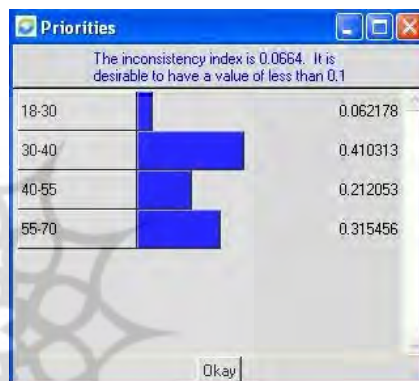 Priorities
The inconsistency index is 0.0664. It is
desirable to have a value of less than 0.1
18-30 0.062178
30-40 0.410313
40-55 0.212053
55-70 0.315456
Okay